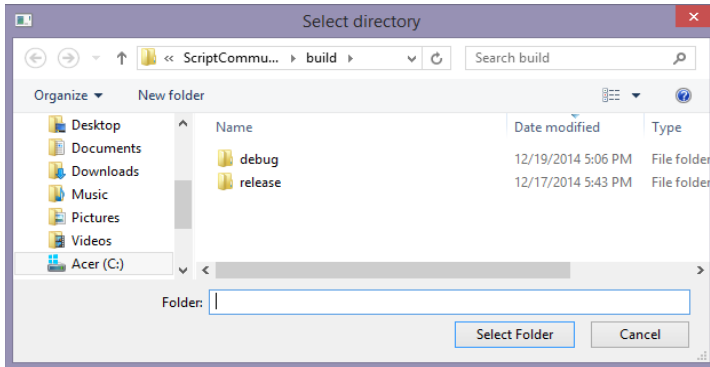 Select directory
« ScriptCommu... build
Search build
Organize
New folder
Desktop
Documents
Downloads
Music
Pictures
Videos
Acer (C:)
Name Date modified Type
debug 12/19/2014 5:06 PM File folder
release 12/17/2014 5:43 PM File folder
Folder:
Select Folder Cancel